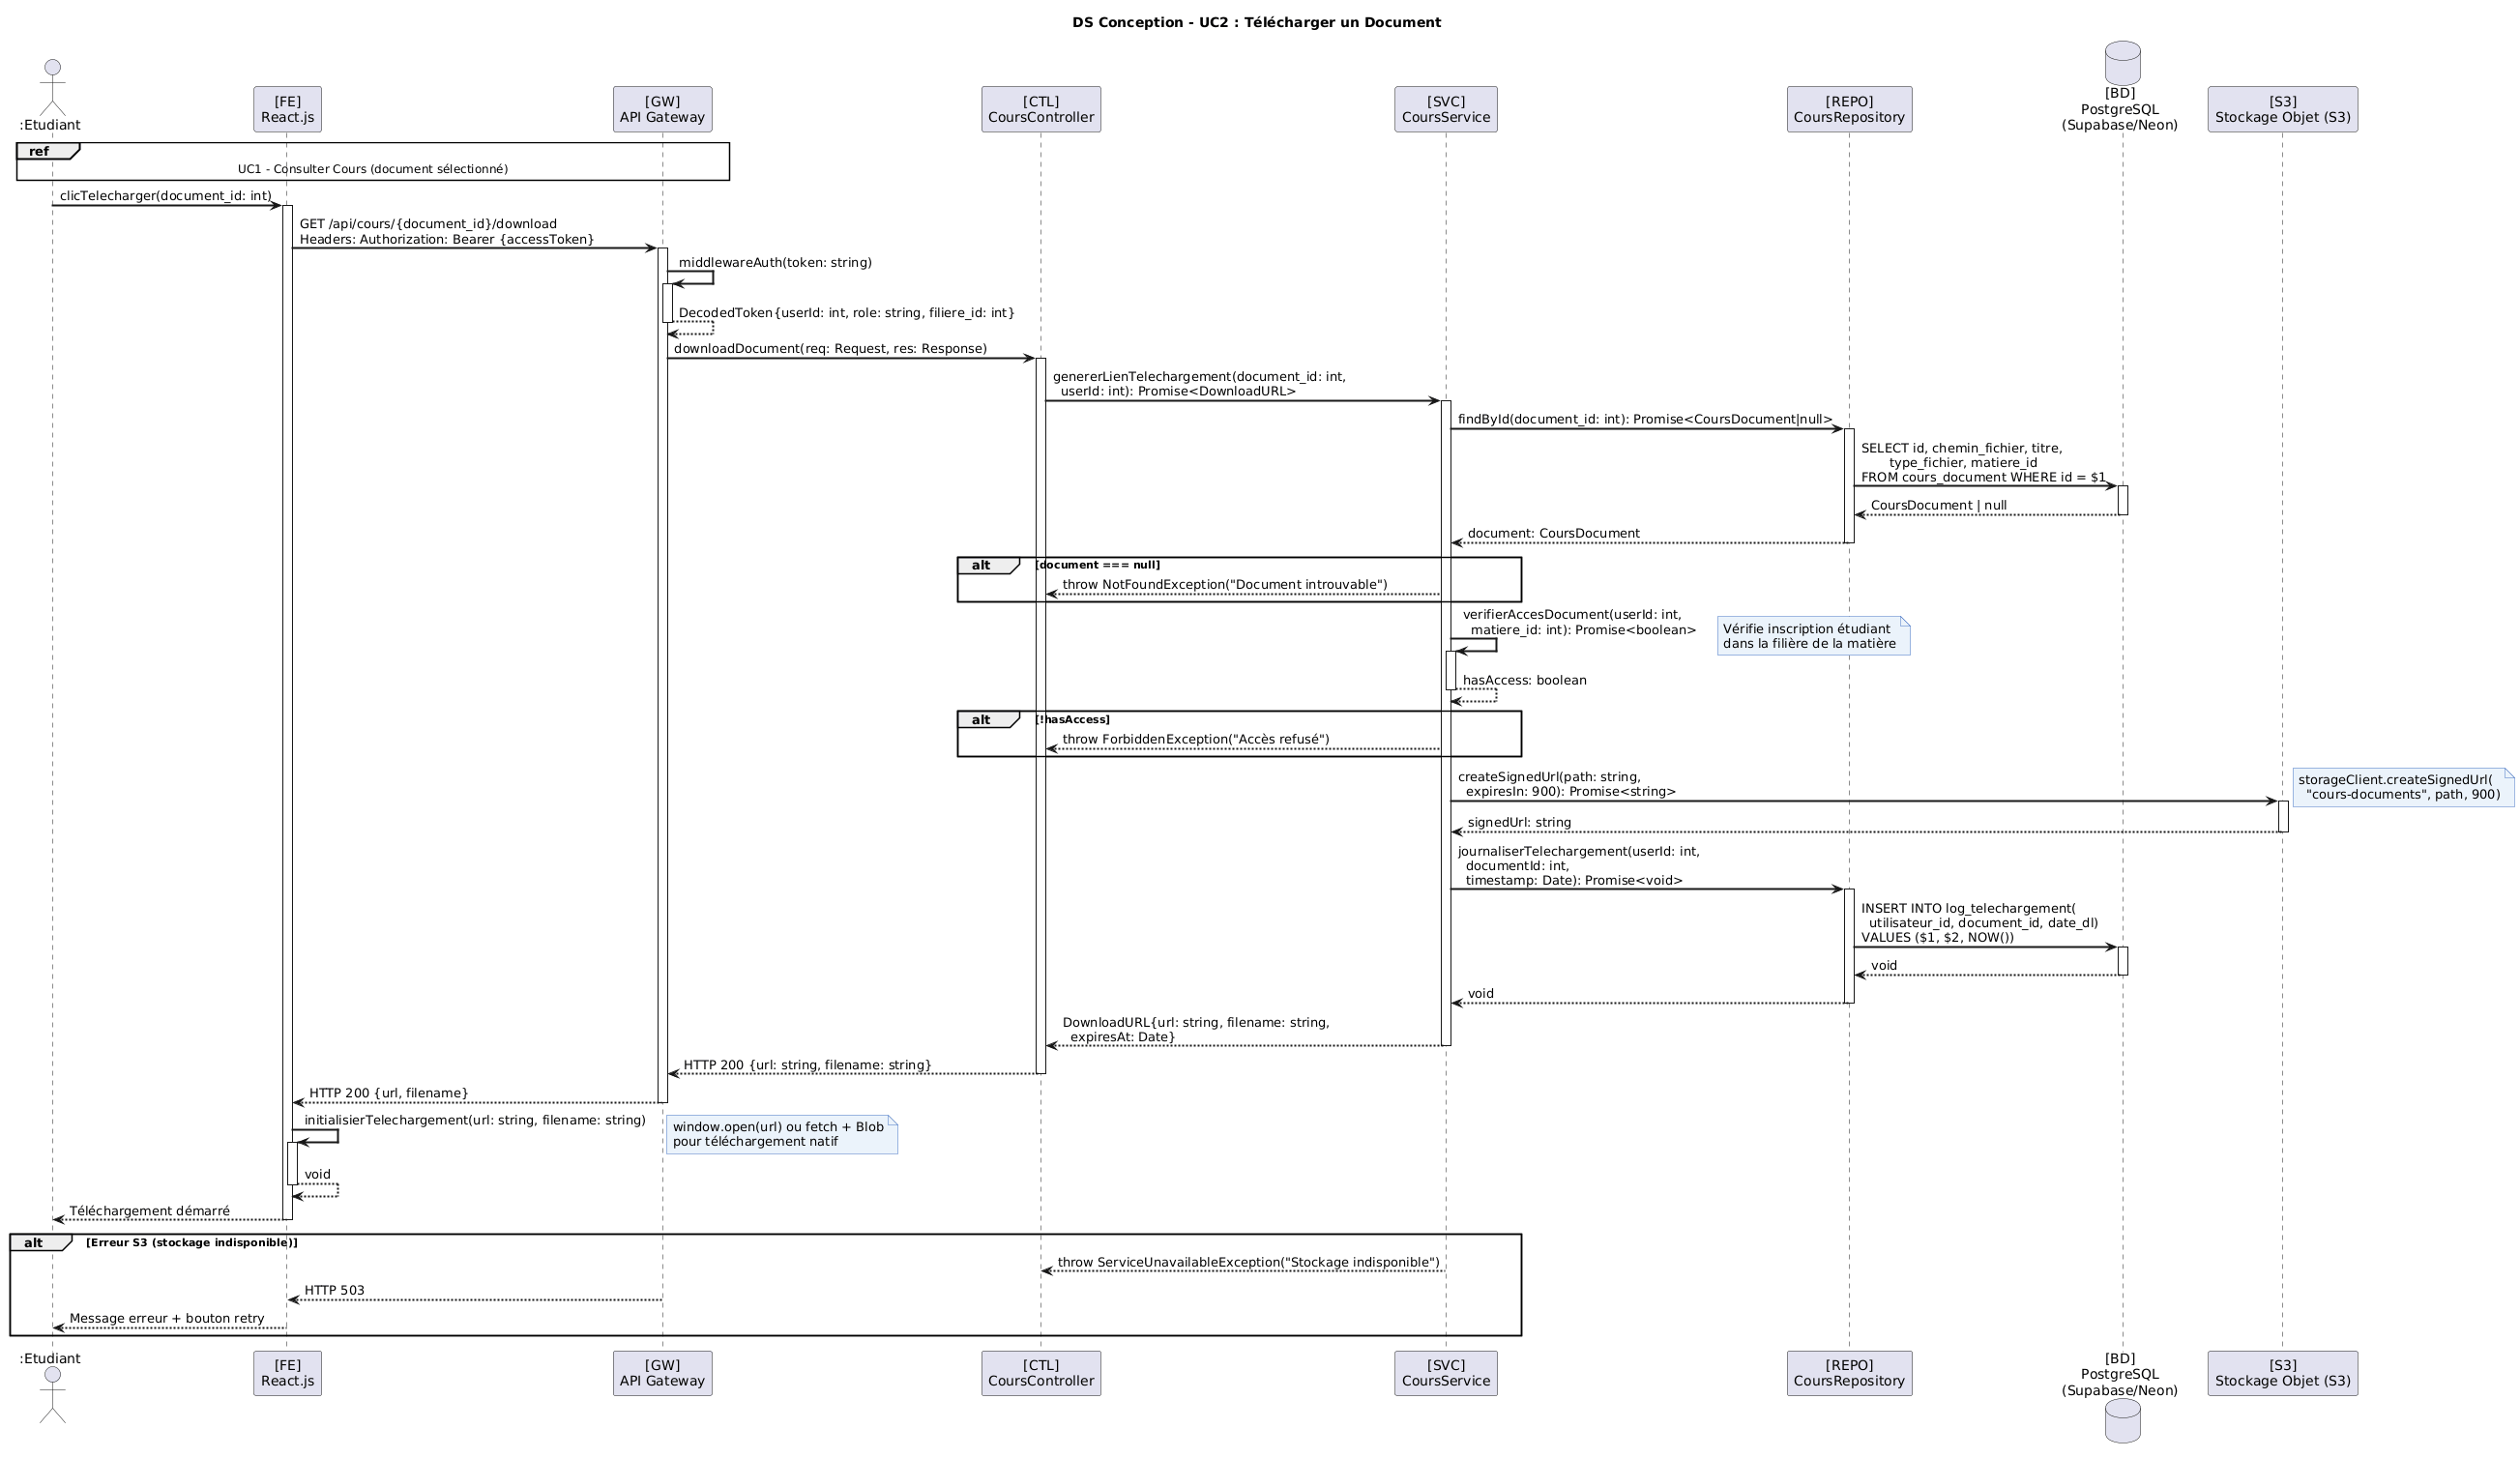 DS Conception - UC2 : Télécharger un Document
:Etudiant
[FE]
React.js
[GW]
API Gateway
[CTL]
CoursController
[SVC]
CoursService
[REPO]
CoursRepository
[BD]
PostgreSQL
(Supabase/Neon)
[S3]
Stockage Objet (S3)
ref
UC1 - Consulter Cours (document sélectionné)
clicTelecharger(document_id: int)
GET /api/cours/{document_id}/download
Headers: Authorization: Bearer {accessToken}
middlewareAuth(token: string)
DecodedToken{userId: int, role: string, filiere_id: int}
downloadDocument(req: Request, res: Response)
genererLienTelechargement(document_id: int,
userId: int): Promise<DownloadURL>
findById(document_id: int): Promise<CoursDocument|null>
SELECT id, chemin_fichier, titre,
type_fichier, matiere_id
FROM cours_document WHERE id = $1
CoursDocument | null
document: CoursDocument
alt [document === null]
throw NotFoundException("Document introuvable")
verifierAccesDocument(userId: int,
matiere_id: int): Promise<boolean>
Vérifie inscription étudiant
dans la filière de la matière
hasAccess: boolean
alt [!hasAccess]
throw ForbiddenException("Accès refusé")
createSignedUrl(path: string,
expiresIn: 900): Promise<string>
storageClient.createSignedUrl(
"cours-documents", path, 900)
signedUrl: string
journaliserTelechargement(userId: int,
documentId: int,
timestamp: Date): Promise<void>
INSERT INTO log_telechargement(
utilisateur_id, document_id, date_dl)
VALUES ($1, $2, NOW())
void
void
DownloadURL{url: string, filename: string,
expiresAt: Date}
HTTP 200 {url: string, filename: string}
HTTP 200 {url, filename}
initialisierTelechargement(url: string, filename: string)
window.open(url) ou fetch + Blob
pour téléchargement natif
void
Téléchargement démarré
alt [Erreur S3 (stockage indisponible)]
throw ServiceUnavailableException("Stockage indisponible")
HTTP 503
Message erreur + bouton retry
:Etudiant
[FE]
React.js
[GW]
API Gateway
[CTL]
CoursController
[SVC]
CoursService
[REPO]
CoursRepository
[BD]
PostgreSQL
(Supabase/Neon)
[S3]
Stockage Objet (S3)